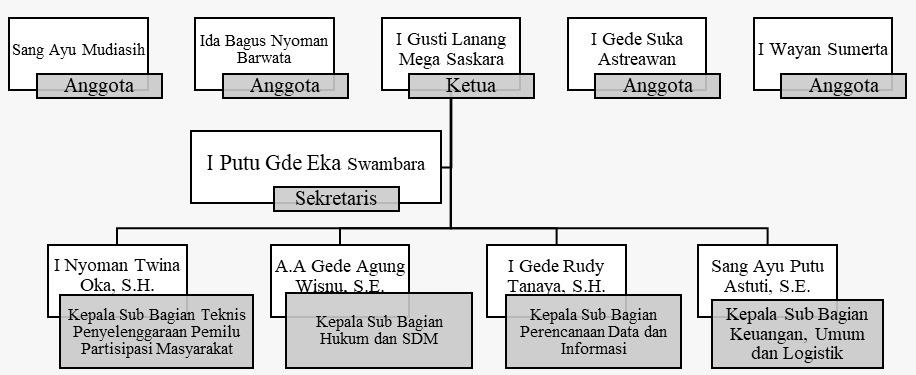 Sang Ayu Mudiasih
Anggota
Ida Bagus Nyoman
Barwata
Anggota
I Gusti Lanang
Mega Saskara
Ketua
I Gede Suka
Astreawan
Anggota
I Wayan Sumerta
Anggota
I Putu Gde Eka Swambara
Sekretaris
I Nyoman Twina
Oka, S.H.
Kepala Sub Bagian Teknis
Penyelenggaraan Pemilu
Partisipasi Masyarakat
A.A Gede Agung
Wisnu, S.E.
Kepala Sub Bagian
Hukum dan SDM
I Gede Rudy
Tanaya, S.H.
Kepala Sub Bagian
Perencanaan Data dan
Informasi
Sang Ayu Putu
Astuti, S.E.
Kepala Sub Bagian
Keuangan, Umum
dan Logistik